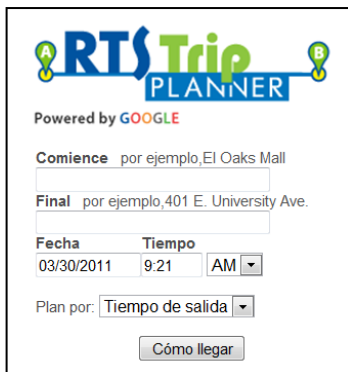 A RTS Trip B
PLANNER
Powered by GOOGLE
Comience por ejemplo,El Oaks Mall
Final por ejemplo,401 E. University Ave.
Fecha Tiempo
03/30/2011 9:21 AM
Plan por: Tiempo de salida
Cómo llegar